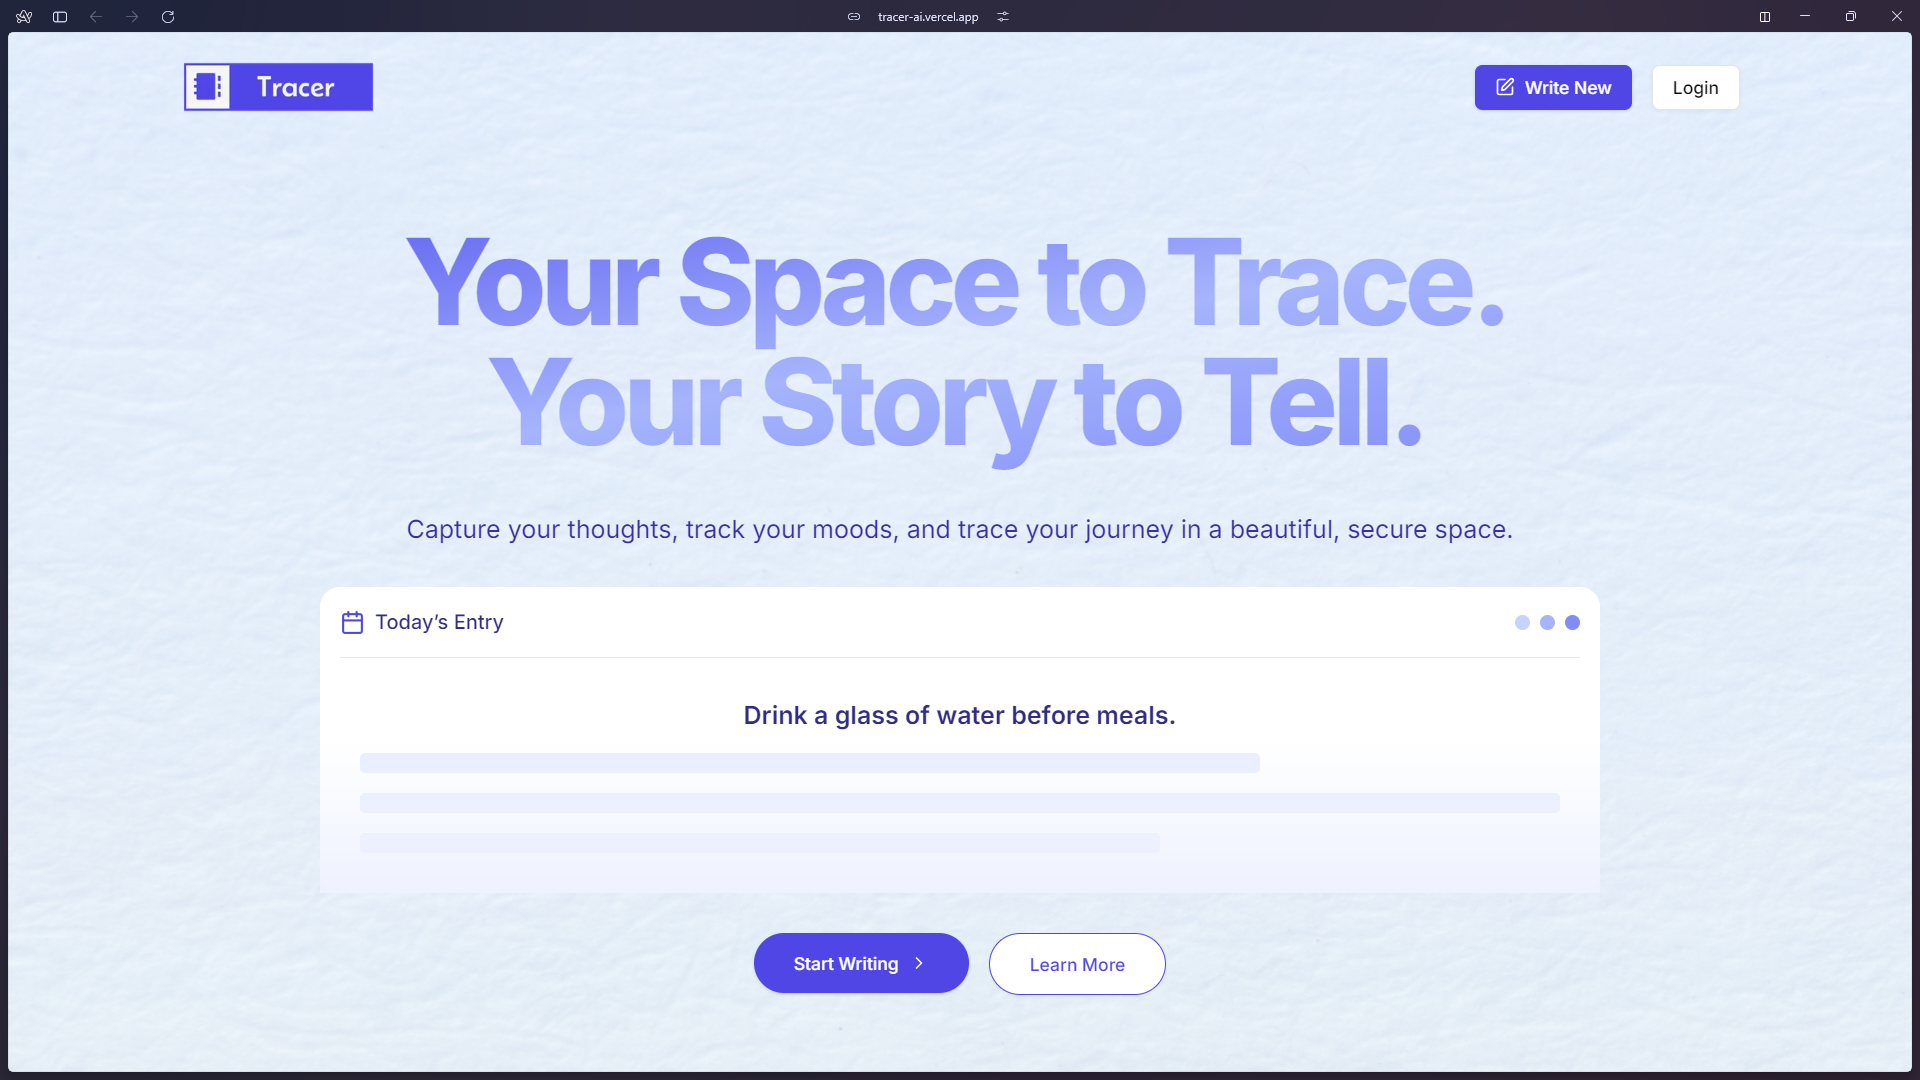 tracer-ai.vercel.app
Tracer
Write New
Login
Your Space to Trace.
Your Story to Tell.
Capture your thoughts, track your moods, and trace your journey in a beautiful, secure space.
Today’s Entry
Drink a glass of water before meals.
Start Writing
Learn More